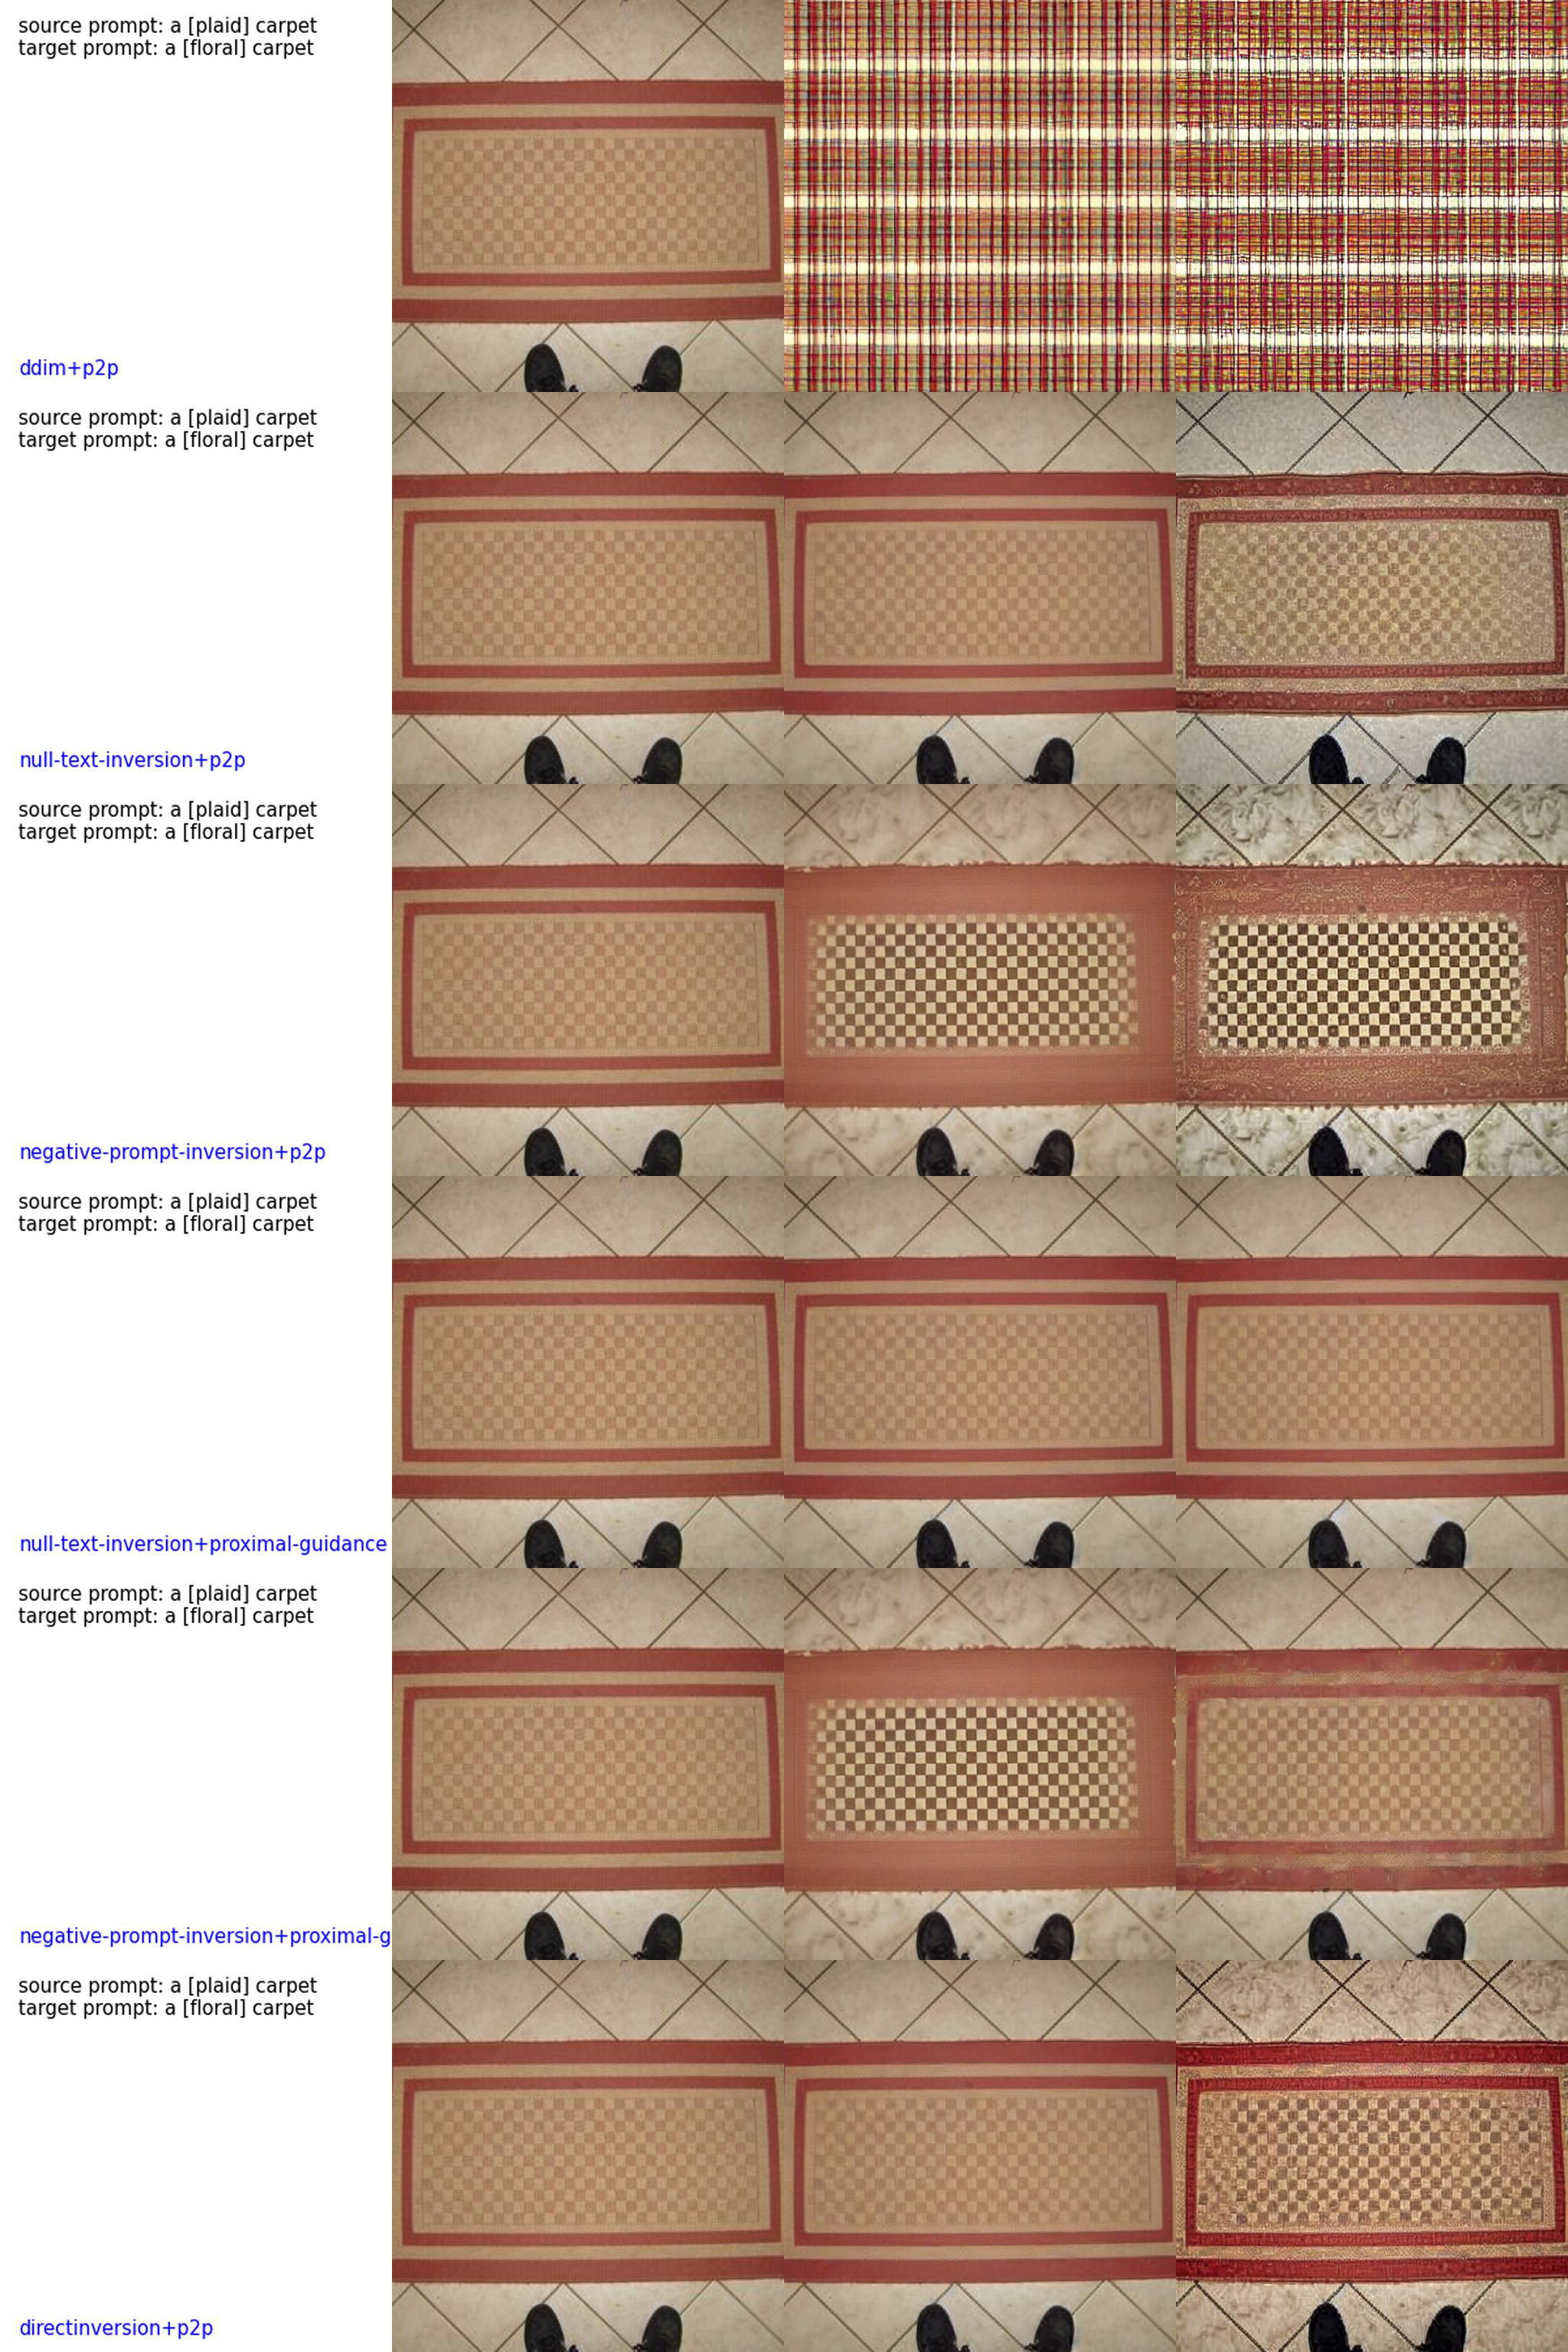 source prompt: a [plaid] carpet
target prompt: a [floral] carpet
ddim+p2p
source prompt: a [plaid] carpet
target prompt: a [floral] carpet
null-text-inversion+p2p
source prompt: a [plaid] carpet
target prompt: a [floral] carpet
negative-prompt-inversion+p2p
source prompt: a [plaid] carpet
target prompt: a [floral] carpet
null-text-inversion+proximal-guidance
source prompt: a [plaid] carpet
target prompt: a [floral] carpet
negative-prompt-inversion+proximal-g
source prompt: a [plaid] carpet
target prompt: a [floral] carpet
directinversion+p2p